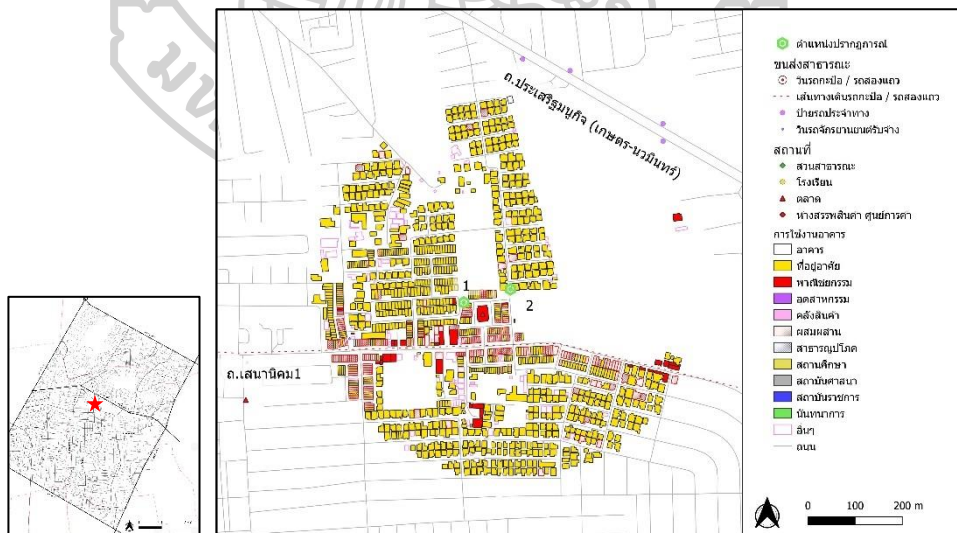 ถ.ประเสริฐมนูกิจ (เกษตร-นวมินทร์)
1
2
ถ.เสนานิคม1
ตำแหน่งปรากฏการณ์
ขนส่งสาธารณะ
วินรถกะป๊อ / รถสองแถว
เส้นทางเดินรถกะป๊อ / รถสองแถว
ป้ายรถประจำทาง
วินรถจักรยานยนต์รับจ้าง
สถานที่
สวนสาธารณะ
โรงเรียน
ตลาด
ห้างสรรพสินค้า ศูนย์การค้า
การใช้งานอาคาร
อาคาร
ที่อยู่อาศัย
พาณิชยกรรม
อุตสาหกรรม
คลังสินค้า
ผสมผสาน
สาธารณูปโภค
สถานศึกษา
สถาบันศาสนา
สถาบันราชการ
นันทนาการ
อื่นๆ
ถนน
0 100 200 m